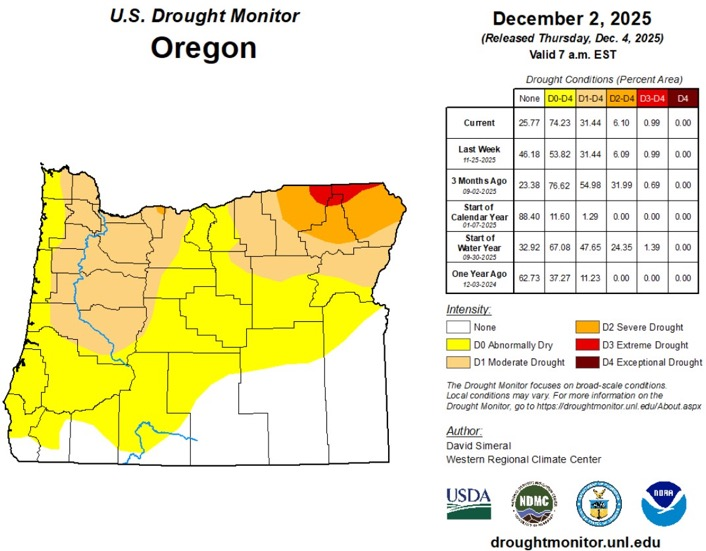 U.S. Drought Monitor
Oregon
December 2, 2025
(Released Thursday, Dec. 4, 2025)
Valid 7 a.m. EST
Drought Conditions (Percent Area)
None D0-D4 D1-D4 D2-D4 D3-D4 D4
Current 25.77 74.23 31.44 6.10 0.99 0.00
Last Week 46.18 53.82 31.44 6.09 0.99 0.00
11-25-2025
3 Months Ago 23.38 76.62 54.98 31.99 0.69 0.00
09-02-2025
Start of
Calendar Year 88.40 11.60 1.29 0.00 0.00 0.00
01-07-2025
Start of
Water Year 32.92 67.08 47.65 24.35 1.39 0.00
09-30-2025
One Year Ago 62.73 37.27 11.23 0.00 0.00 0.00
12-03-2024
Intensity:
None
D0 Abnormally Dry
D1 Moderate Drought
D2 Severe Drought
D3 Extreme Drought
D4 Exceptional Drought
The Drought Monitor focuses on broad-scale conditions.
Local conditions may vary. For more information on the
Drought Monitor, go to https://droughtmonitor.unl.edu/About.aspx
Author:
David Simeral
Western Regional Climate Center
USDA
NDMC
NOAA
droughtmonitor.unl.edu